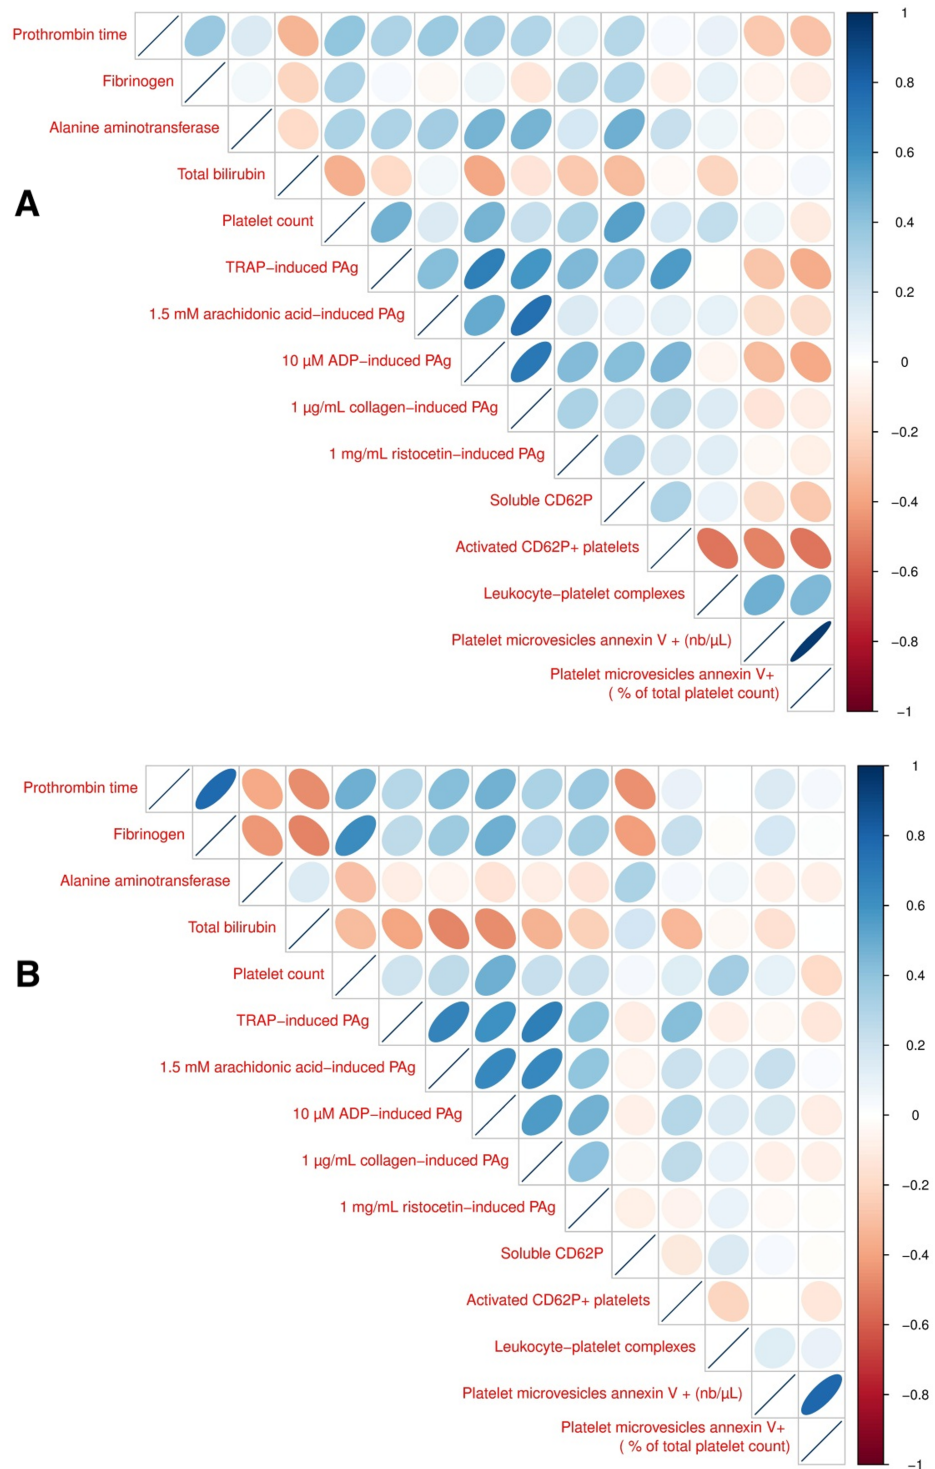 Prothrombin time
Fibrinogen
Alanine aminotransferase
Total bilirubin
A
Platelet count
TRAP−induced PAg
1.5 mM arachidonic acid−induced PAg
10 µM ADP−induced PAg
1 µg/mL collagen−induced PAg
1 mg/mL ristocetin−induced PAg
Soluble CD62P
Activated CD62P+ platelets
Leukocyte−platelet complexes
Platelet microvesicles annexin V + (nb/µL)
Platelet microvesicles annexin V+
( % of total platelet count)
1
0.8
0.6
0.4
0.2
0
−0.2
−0.4
−0.6
−0.8
−1
Prothrombin time
Fibrinogen
Alanine aminotransferase
Total bilirubin
B
Platelet count
TRAP−induced PAg
1.5 mM arachidonic acid−induced PAg
10 µM ADP−induced PAg
1 µg/mL collagen−induced PAg
1 mg/mL ristocetin−induced PAg
Soluble CD62P
Activated CD62P+ platelets
Leukocyte−platelet complexes
Platelet microvesicles annexin V + (nb/µL)
Platelet microvesicles annexin V+
( % of total platelet count)
1
0.8
0.6
0.4
0.2
0
−0.2
−0.4
−0.6
−0.8
−1